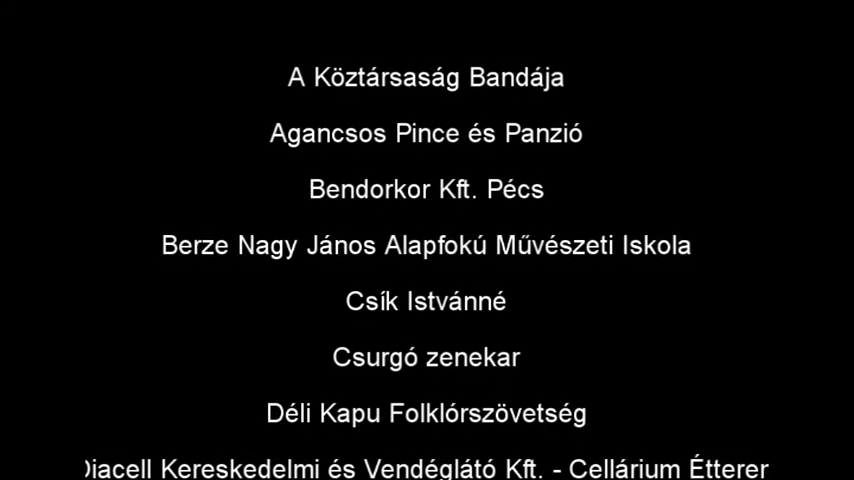 A Köztársaság Bandája
Agancsos Pince és Panzió
Bendorkor Kft. Pécs
Berze Nagy János Alapfokú Művészeti Iskola
Csík Istvánné
Csurgó zenekar
Déli Kapu Folklórszövetség
Kereskedelmi és Vendéglátó Kft. - Cellárium